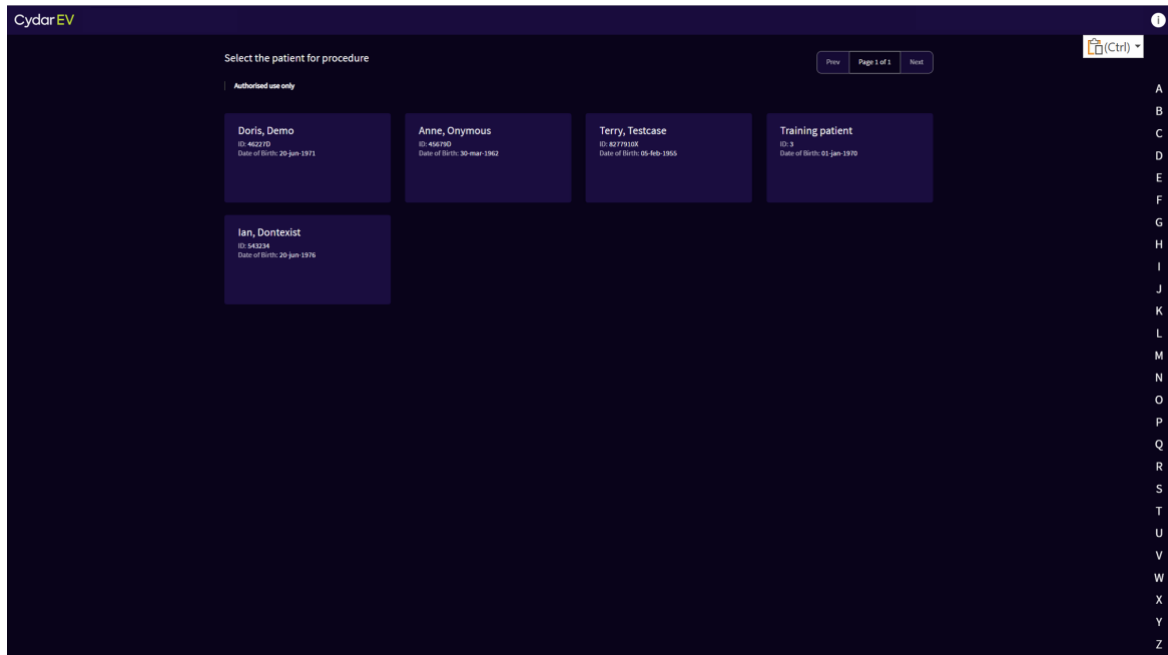 Cydar EV
i
(Ctrl)
Select the patient for procedure
Prev Page 1 of 1 Next
Authorised use only
Doris, Demo
ID: 46227D
Date of Birth: 20-jun-1971
Anne, Onymous
ID: 45679D
Date of Birth: 30-mar-1962
Terry, Testcase
ID: 8277910X
Date of Birth: 05-feb-1955
Training patient
ID: 3
Date of Birth: 01-jan-1970
Ian, Dontexist
ID: 543234
Date of Birth: 20-jun-1976
A
B
C
D
E
F
G
H
I
J
K
L
M
N
O
P
Q
R
S
T
U
V
W
X
Y
Z